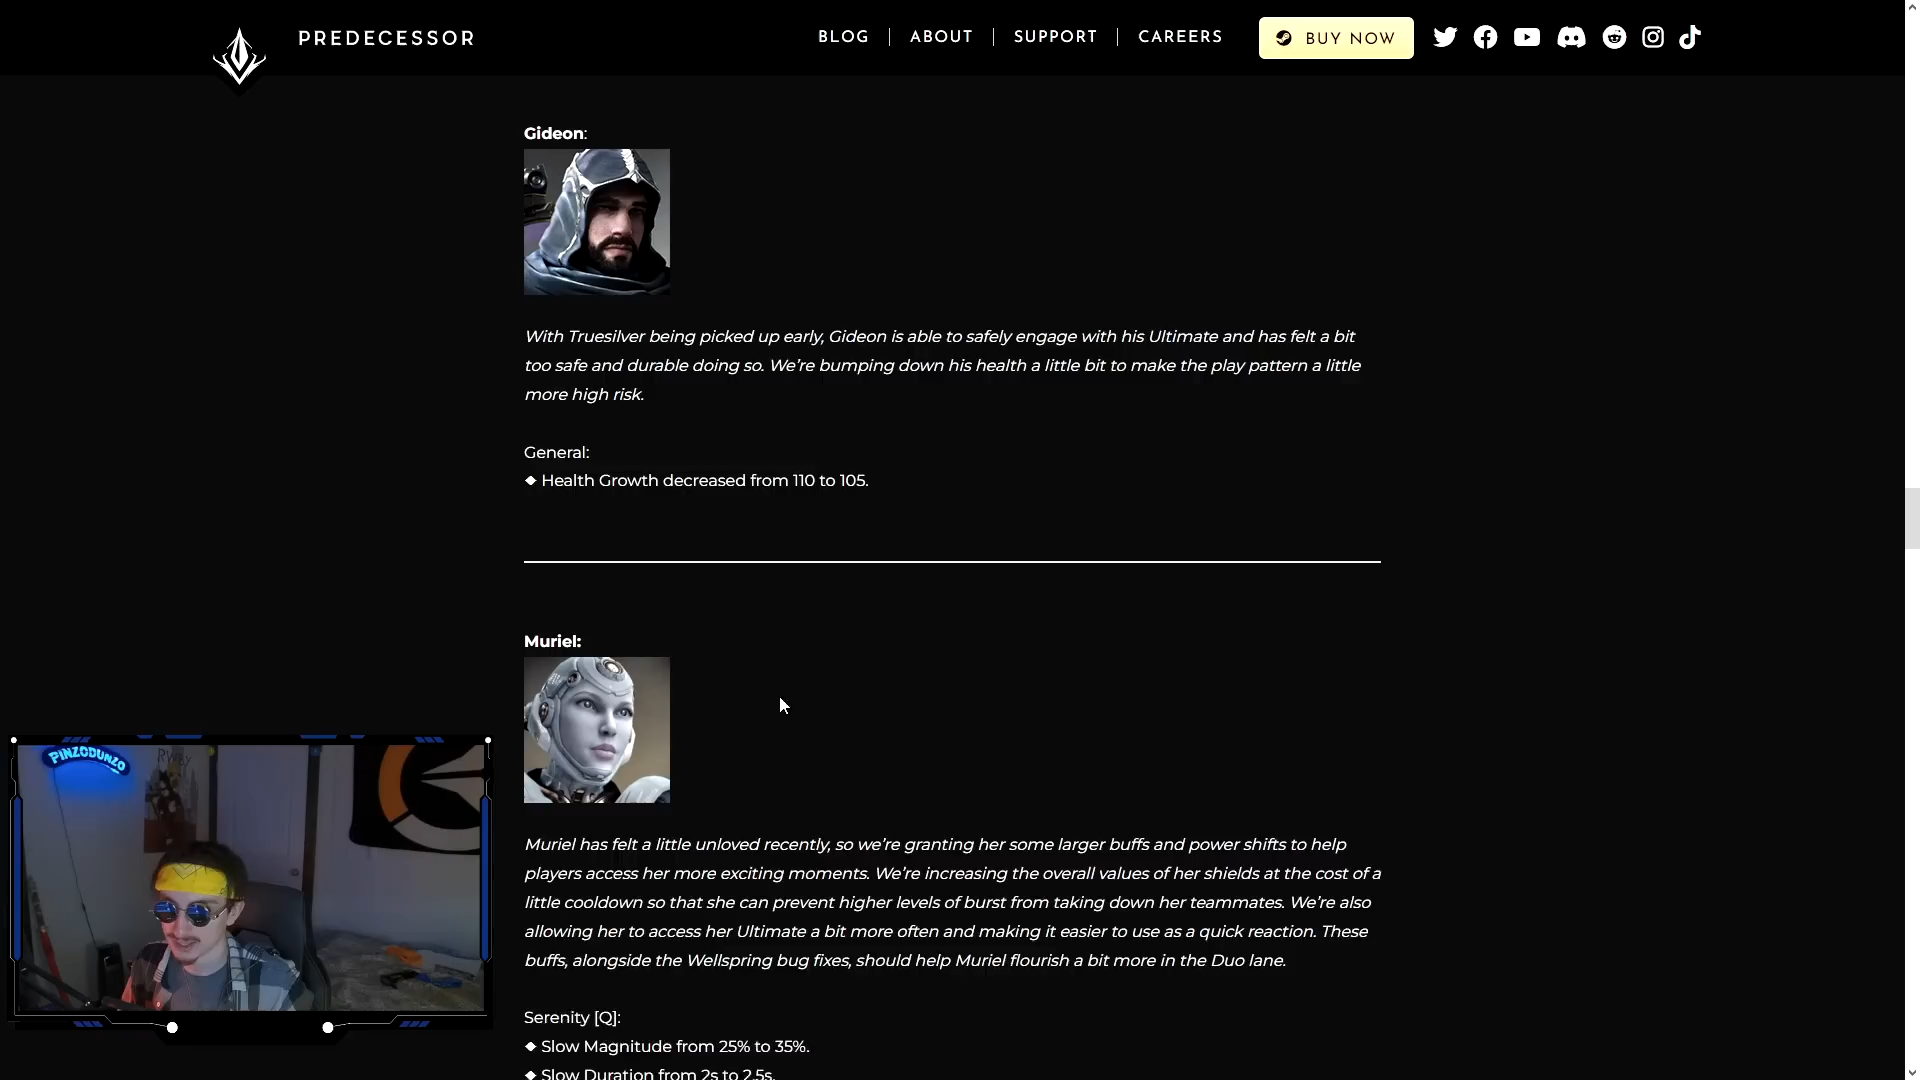 PREDECESSOR
BLOG
ABOUT
SUPPORT
CAREERS
BUY NOW
Gideon:
With Truesilver being picked up early, Gideon is able to safely engage with his Ultimate and has felt a bit
too safe and durable doing so. We’re bumping down his health a little bit to make the play pattern a little
more high risk.
General:
◆ Health Growth decreased from 110 to 105.
Muriel:
PINZODUNZO
RWBY
Muriel has felt a little unloved recently, so we’re granting her some larger buffs and power shifts to help
players access her more exciting moments. We’re increasing the overall values of her shields at the cost of a
little cooldown so that she can prevent higher levels of burst from taking down her teammates. We’re also
allowing her to access her Ultimate a bit more often and making it easier to use as a quick reaction. These
buffs, alongside the Wellspring bug fixes, should help Muriel flourish a bit more in the Duo lane.
Serenity [Q]:
◆ Slow Magnitude from 25% to 35%.
◆ Slow Duration from 2s to 2.5s.